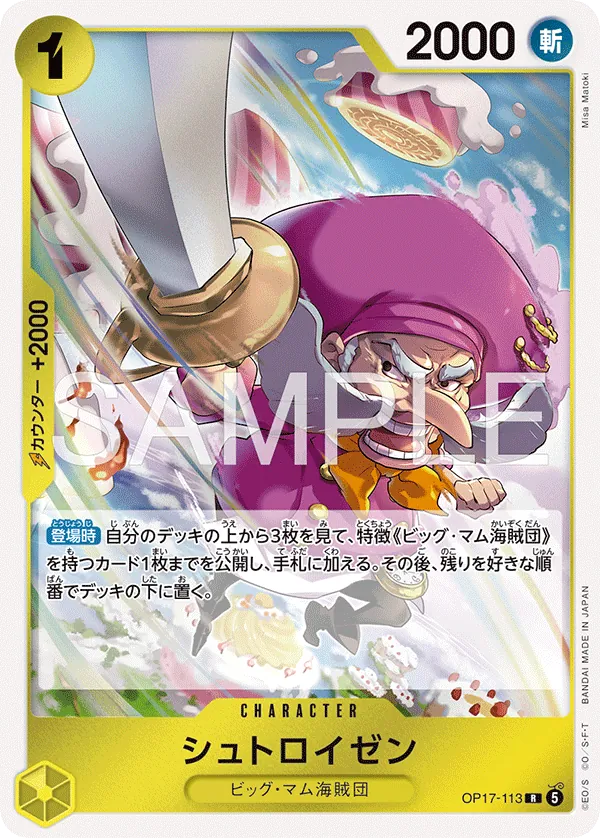 1
2000
斬
Misa Matoki
カウンター +2000
SAMPLE
登場時 自分のデッキの上から3枚を見て、特徴《ビッグ・マム海賊団》
を持つカード1枚までを公開し、手札に加える。その後、残りを好きな順
番でデッキの下に置く。
CHARACTER
シュトロイゼン
ビッグ・マム海賊団
OP17-113 R 5
©E.O/S ©O/S・F・T BANDAI MADE IN JAPAN